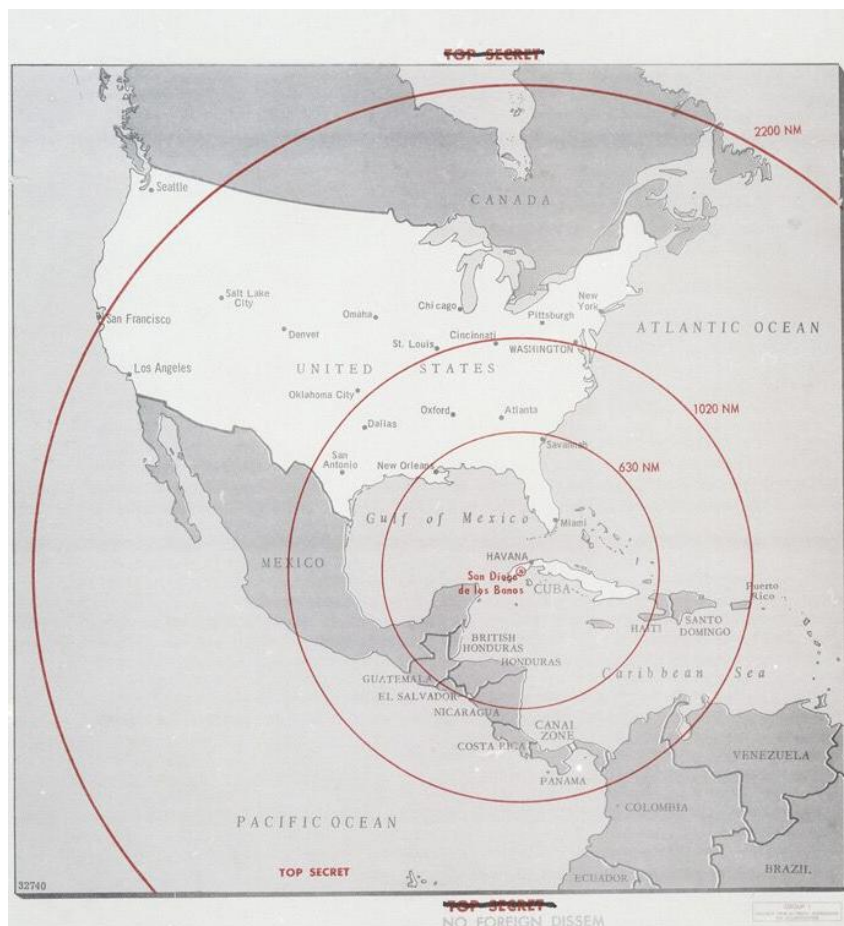 TOP SECRET
2200 NM
CANADA
Seattle
Salt Lake
City
New
York
Chicago
Omaha
Pittsburgh
San Francisco
Denver
ATLANTIC OCEAN
Cincinnati
St. Louis
WASHINGTON
UNITED STATES
Los Angeles
Oklahoma City
Oxford
Atlanta
1020 NM
Dallas
Savannah
San
Antonio
New Orleans
630 NM
Gulf of Mexico
Miami
HAVANA
MEXICO
San Diego
de los Banos
CUBA
Puerto
Rico
HAITI
SANTO
DOMINGO
BRITISH
HONDURAS
HONDURAS
Caribbean Sea
GUATEMALA
EL SALVADOR
NICARAGUA
CANAL
ZONE
COSTA RICA
VENEZUELA
PANAMA
COLOMBIA
PACIFIC OCEAN
TOP SECRET
BRAZIL
ECUADOR
32740
TOP SECRET
NO FOREIGN DISSEM
GROUP 1